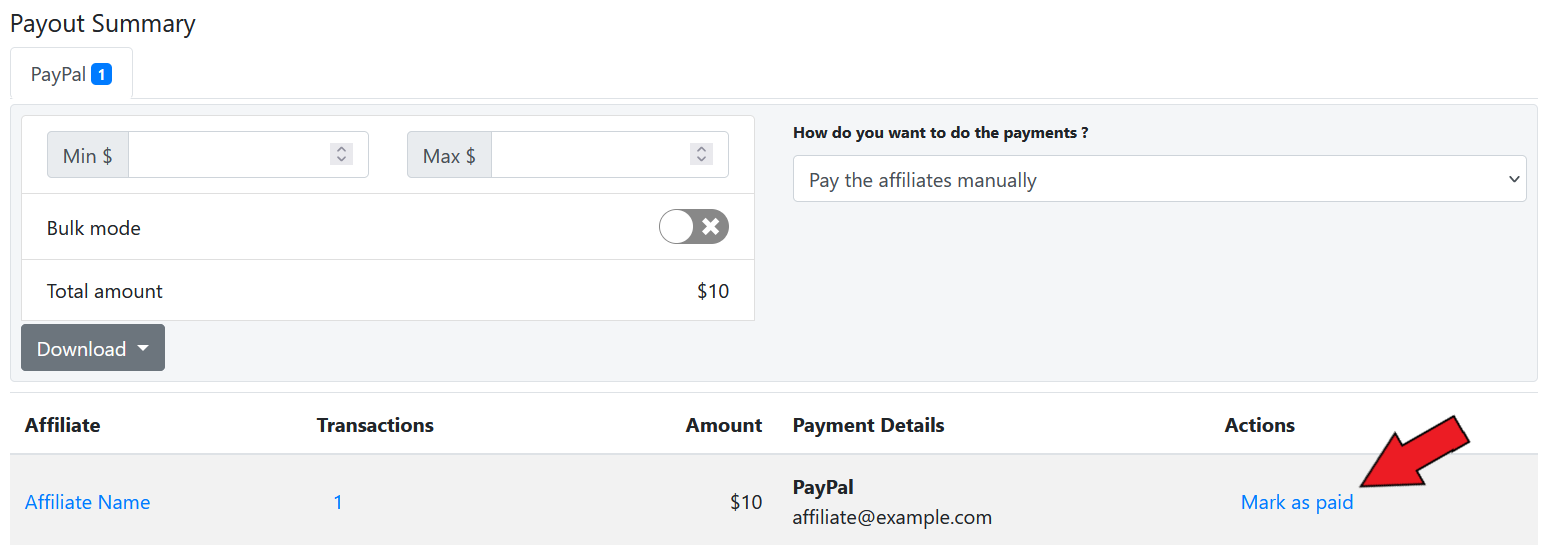 Payout Summary
PayPal 1
Min $
Max $
How do you want to do the payments ?
Pay the affiliates manually
Bulk mode
Total amount $10
Download
Affiliate Transactions Amount Payment Details Actions
Affiliate Name 1 $10 PayPal Mark as paid
affiliate@example.com